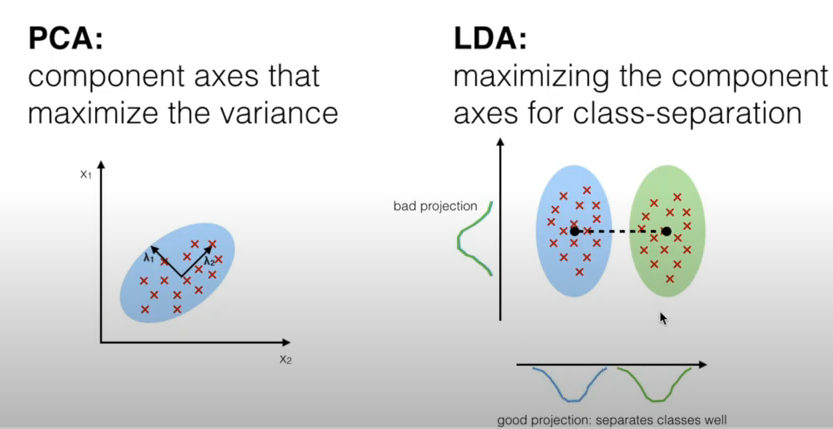 PCA:
component axes that
maximize the variance
x₁
λ₁
λ₂
x₂
LDA:
maximizing the component
axes for class-separation
bad projection
good projection: separates classes well